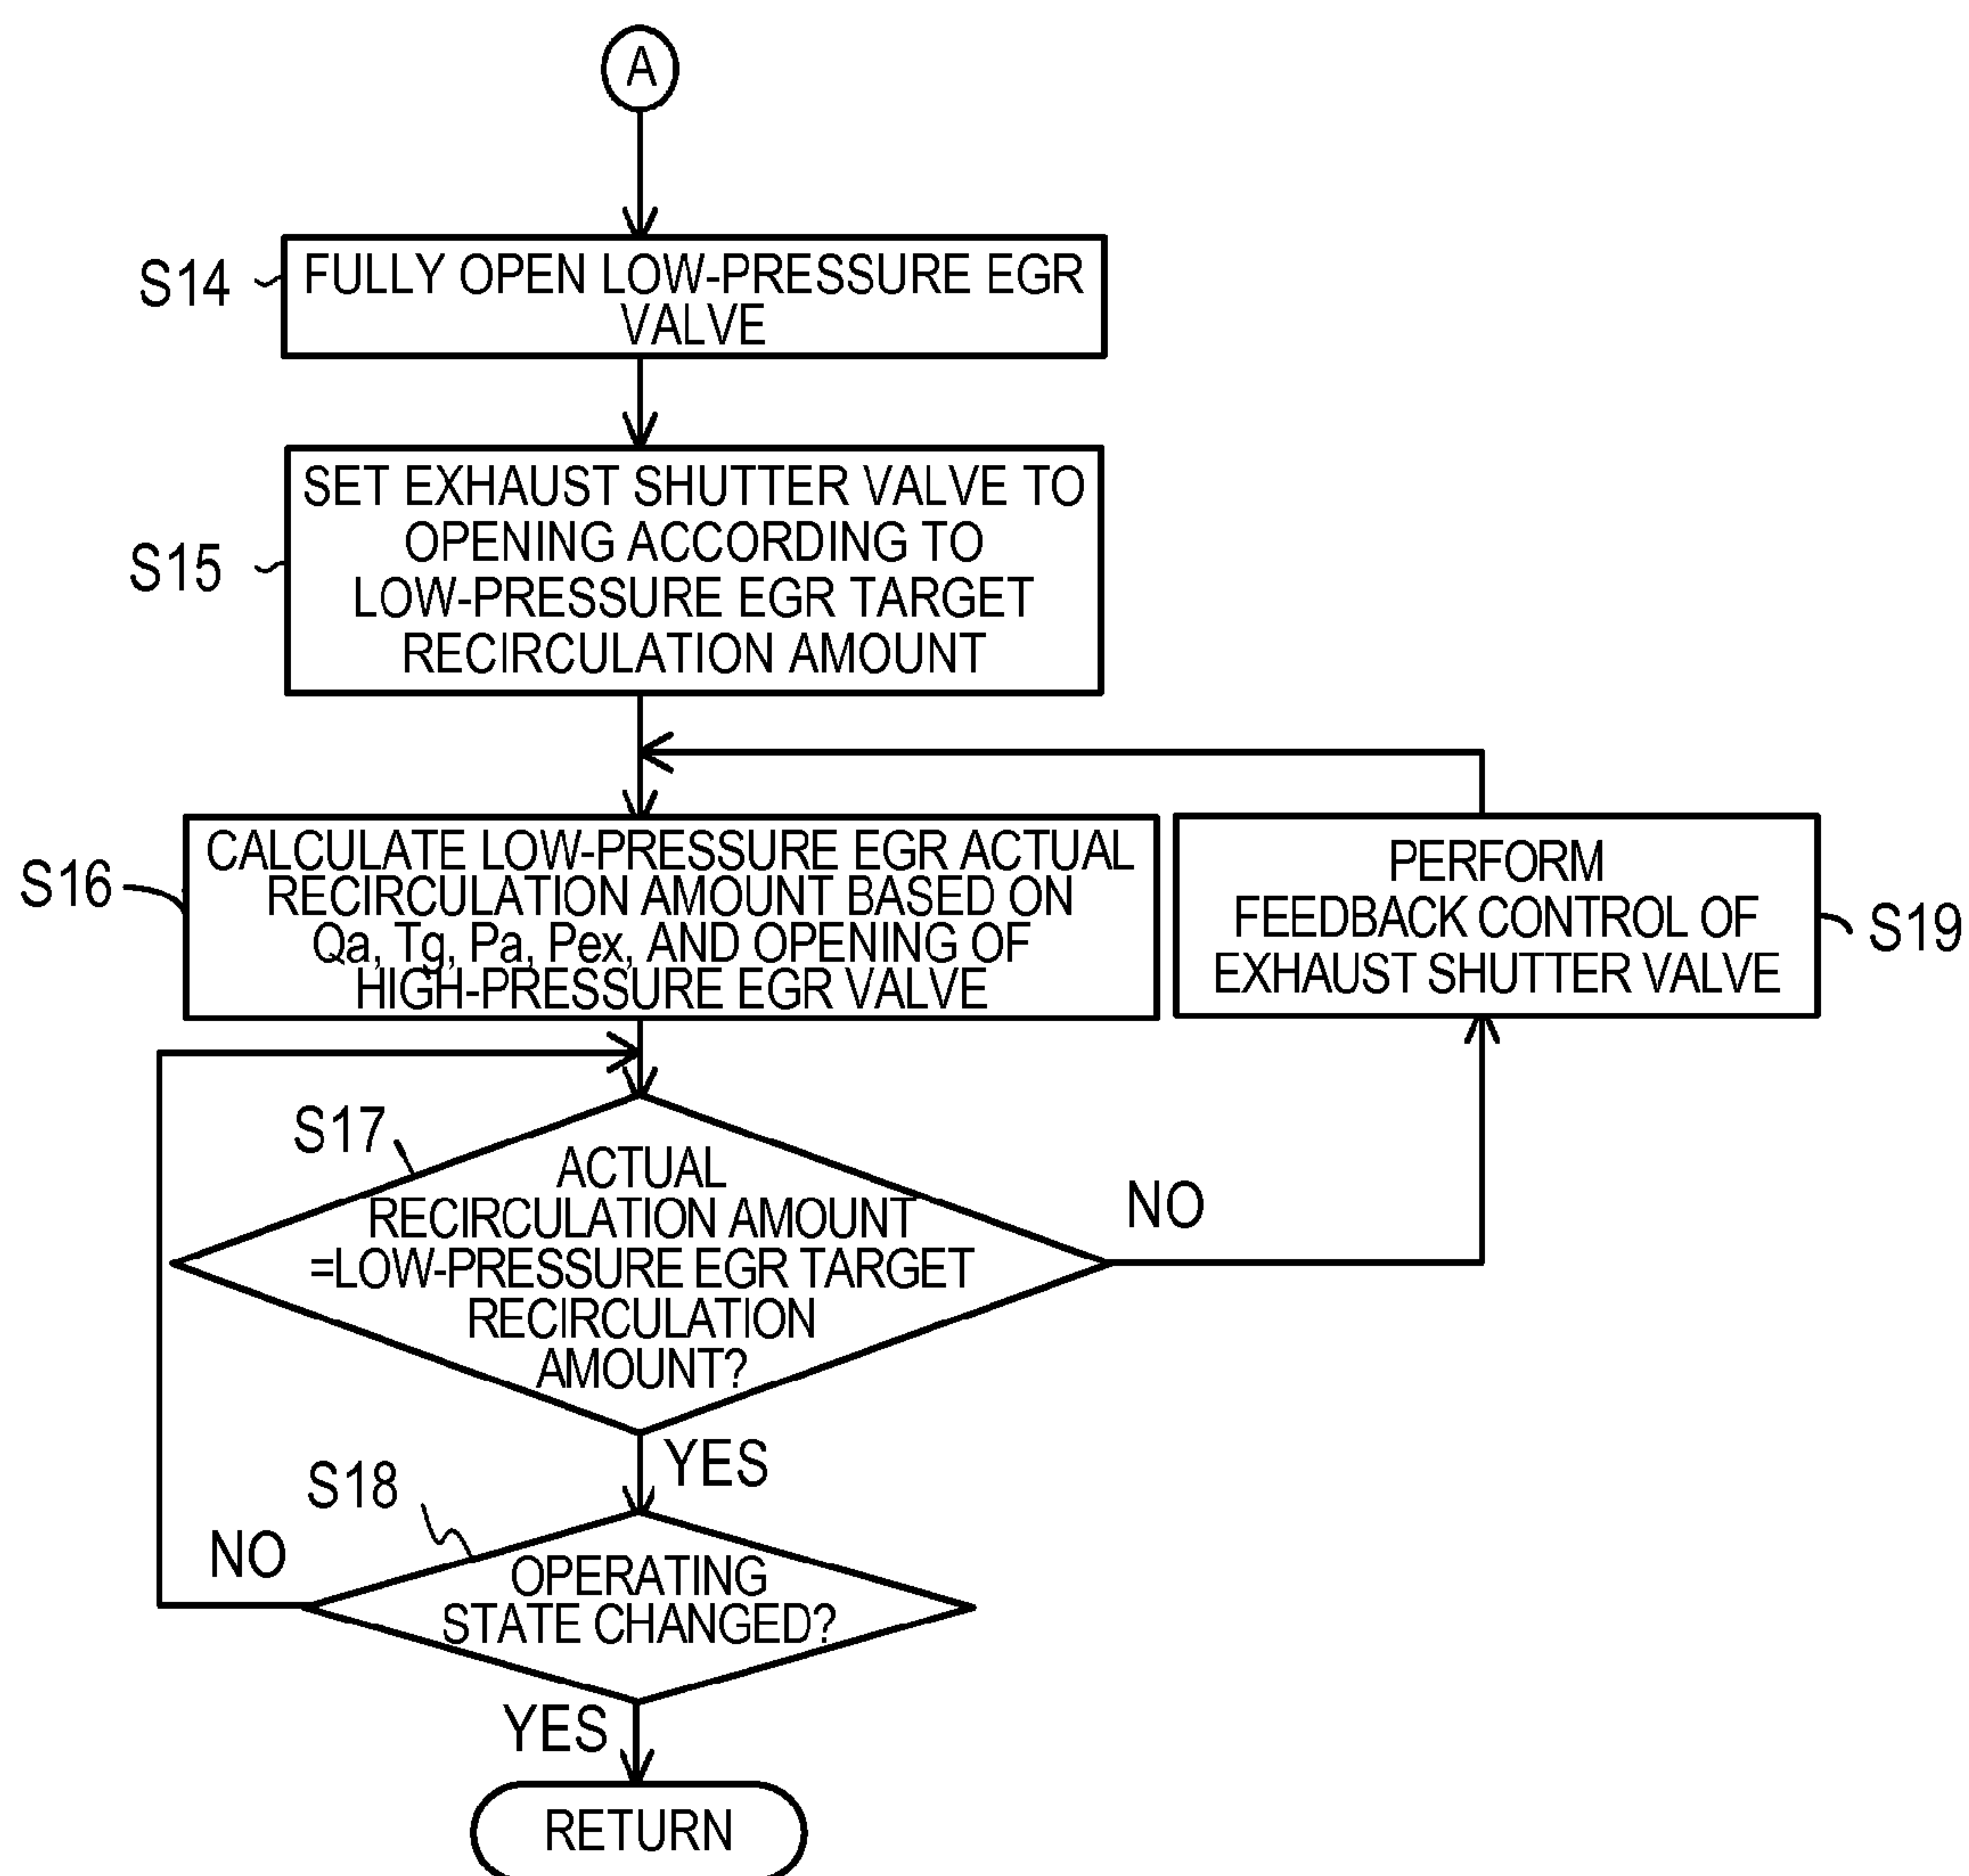 A
S14
FULLY OPEN LOW-PRESSURE EGR
VALVE
S15
SET EXHAUST SHUTTER VALVE TO
OPENING ACCORDING TO
LOW-PRESSURE EGR TARGET
RECIRCULATION AMOUNT
S16
CALCULATE LOW-PRESSURE EGR ACTUAL
RECIRCULATION AMOUNT BASED ON
Qa, Tg, Pa, Pex, AND OPENING OF
HIGH-PRESSURE EGR VALVE
PERFORM
FEEDBACK CONTROL OF
EXHAUST SHUTTER VALVE
S19
S17
ACTUAL
RECIRCULATION AMOUNT
=LOW-PRESSURE EGR TARGET
RECIRCULATION
AMOUNT?
NO
YES
S18
NO
OPERATING
STATE CHANGED?
YES
RETURN